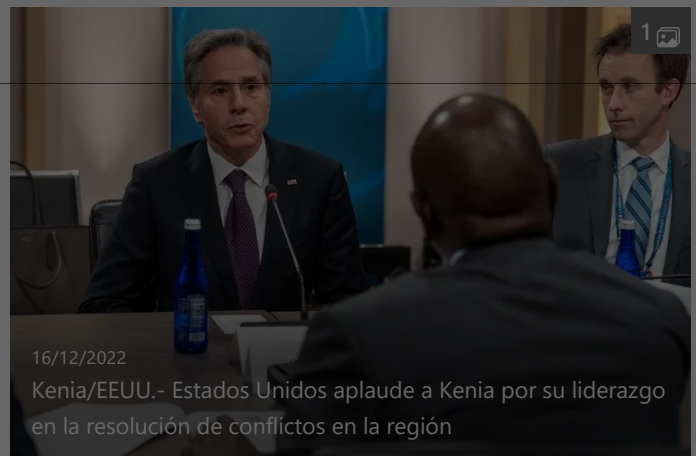 1
16/12/2022
Kenia/EEUU.- Estados Unidos aplaude a Kenia por su liderazgo
en la resolución de conflictos en la región